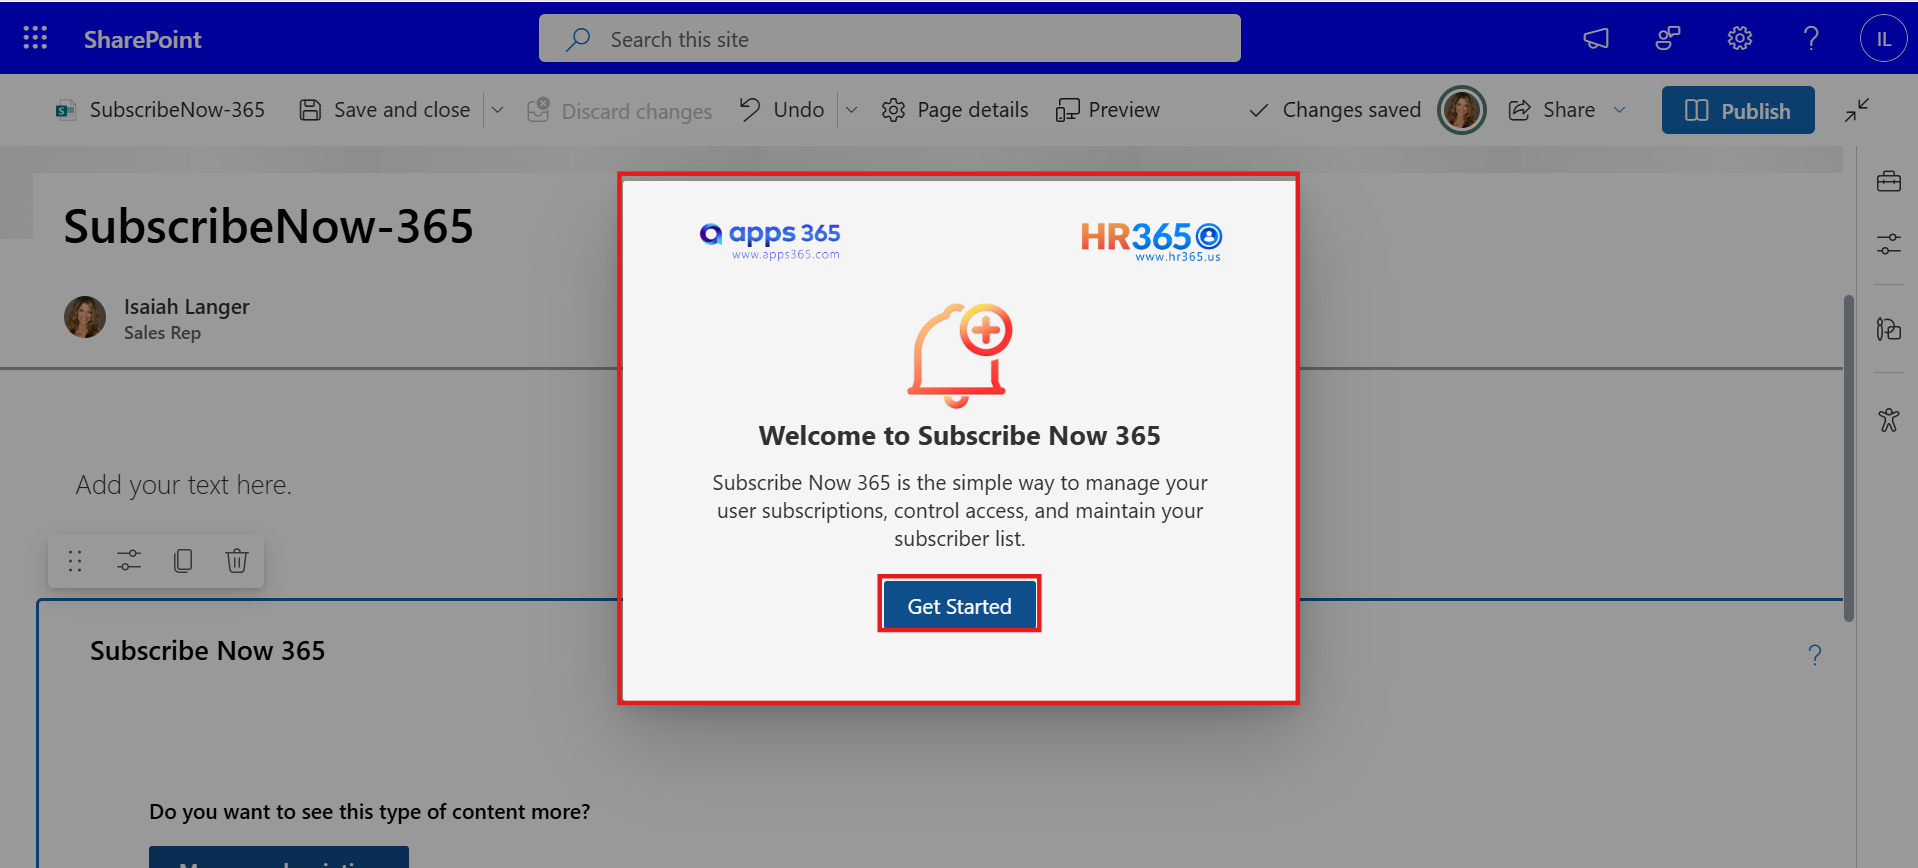 SharePoint
Search this site
IL
SubscribeNow-365
Save and close
Discard changes
Undo
Page details
Preview
Changes saved
Share
Publish
SubscribeNow-365
Isaiah Langer
Sales Rep
Add your text here.
apps 365
www.apps365.com
HR365
www.hr365.us
Welcome to Subscribe Now 365
Subscribe Now 365 is the simple way to manage your
user subscriptions, control access, and maintain your
subscriber list.
Get Started
Subscribe Now 365
Do you want to see this type of content more?